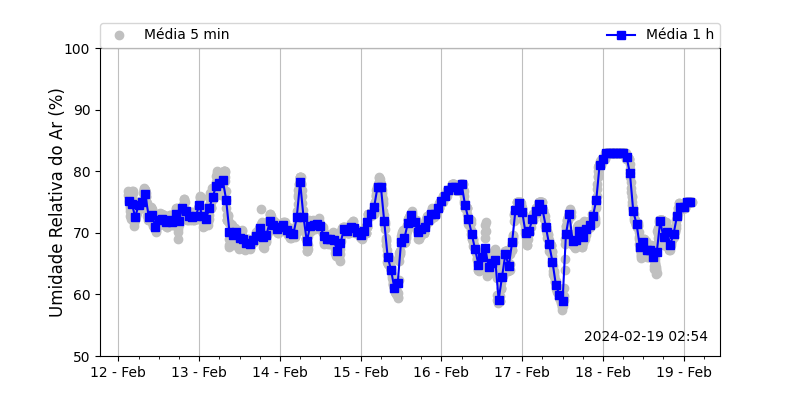 Média 5 min
Média 1 h
100
90
80
70
60
50
Umidade Relativa do Ar (%)
2024-02-19 02:54
12 - Feb
13 - Feb
14 - Feb
15 - Feb
16 - Feb
17 - Feb
18 - Feb
19 - Feb